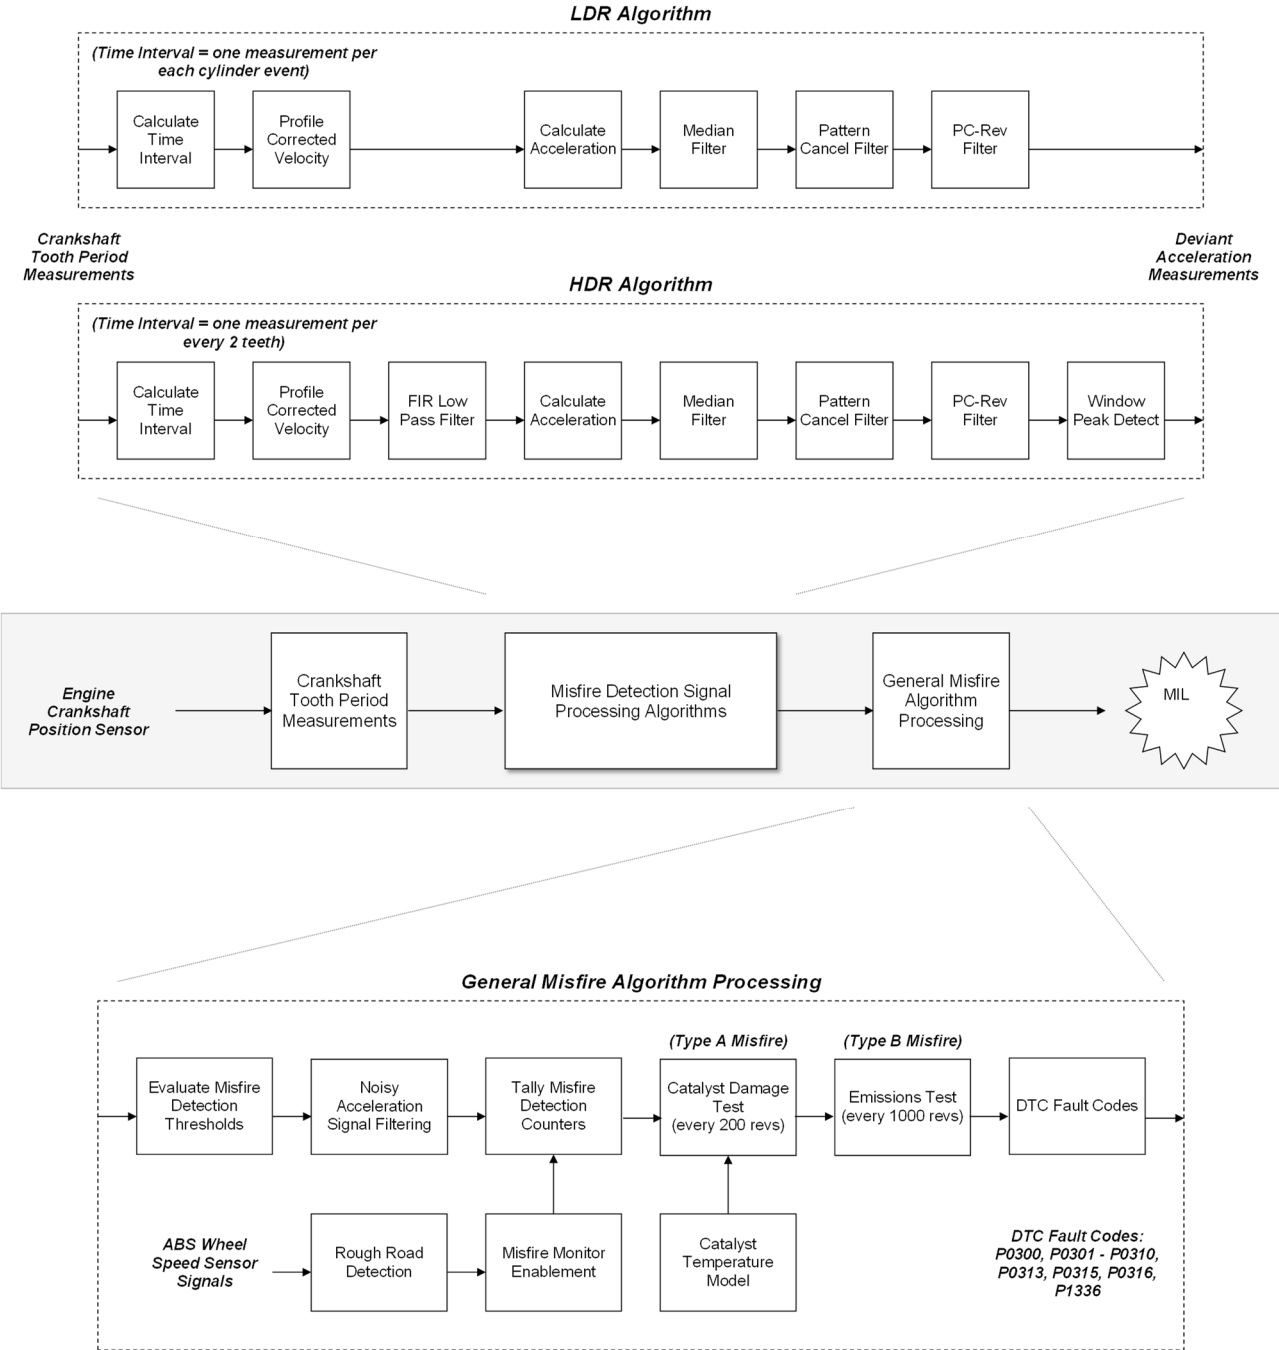 LDR Algorithm
(Time Interval = one measurement per
each cylinder event)
Calculate
Time
Interval
Profile
Corrected
Velocity
Calculate
Acceleration
Median
Filter
Pattern
Cancel Filter
PC-Rev
Filter
Crankshaft
Tooth Period
Measurements
Deviant
Acceleration
Measurements
HDR Algorithm
(Time Interval = one measurement per
every 2 teeth)
Calculate
Time
Interval
Profile
Corrected
Velocity
FIR Low
Pass Filter
Calculate
Acceleration
Median
Filter
Pattern
Cancel Filter
PC-Rev
Filter
Window
Peak Detect
Engine
Crankshaft
Position Sensor
Crankshaft
Tooth Period
Measurements
Misfire Detection Signal
Processing Algorithms
General Misfire
Algorithm
Processing
MIL
General Misfire Algorithm Processing
(Type A Misfire)
(Type B Misfire)
Evaluate Misfire
Detection
Thresholds
Noisy
Acceleration
Signal Filtering
Tally Misfire
Detection
Counters
Catalyst Damage
Test
(every 200 revs)
Emissions Test
(every 1000 revs)
DTC Fault Codes
ABS Wheel
Speed Sensor
Signals
Rough Road
Detection
Misfire Monitor
Enablement
Catalyst
Temperature
Model
DTC Fault Codes:
P0300, P0301 - P0310,
P0313, P0315, P0316,
P1336